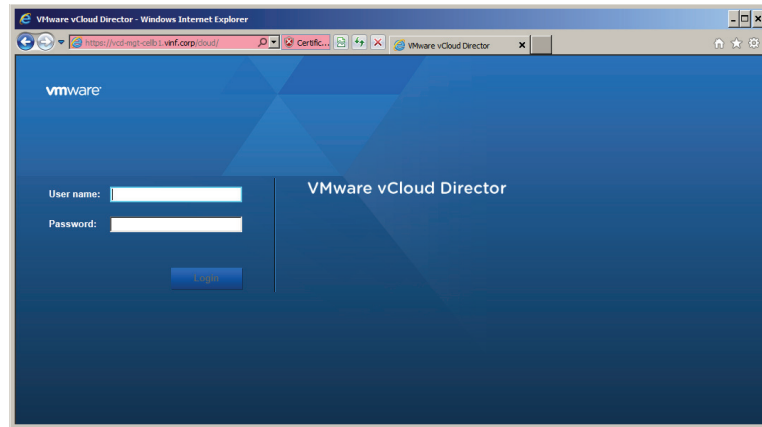 VMware vCloud Director - Windows Internet Explorer
https://vcd-mgt-cellb1.vinf.corp/cloud/
Certific...
VMware vCloud Director
vmware
User name:
VMware vCloud Director
Password:
Login